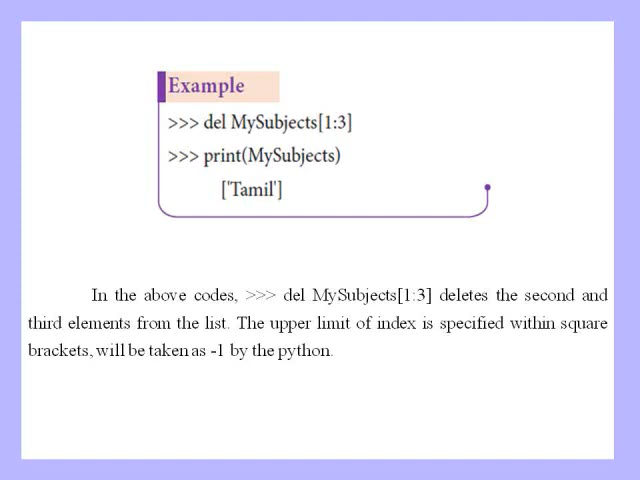 Example
>>> del MySubjects[1:3]
>>> print(MySubjects)
['Tamil']
In the above codes, >>> del MySubjects[1:3] deletes the second and
third elements from the list. The upper limit of index is specified within square
brackets, will be taken as -1 by the python.